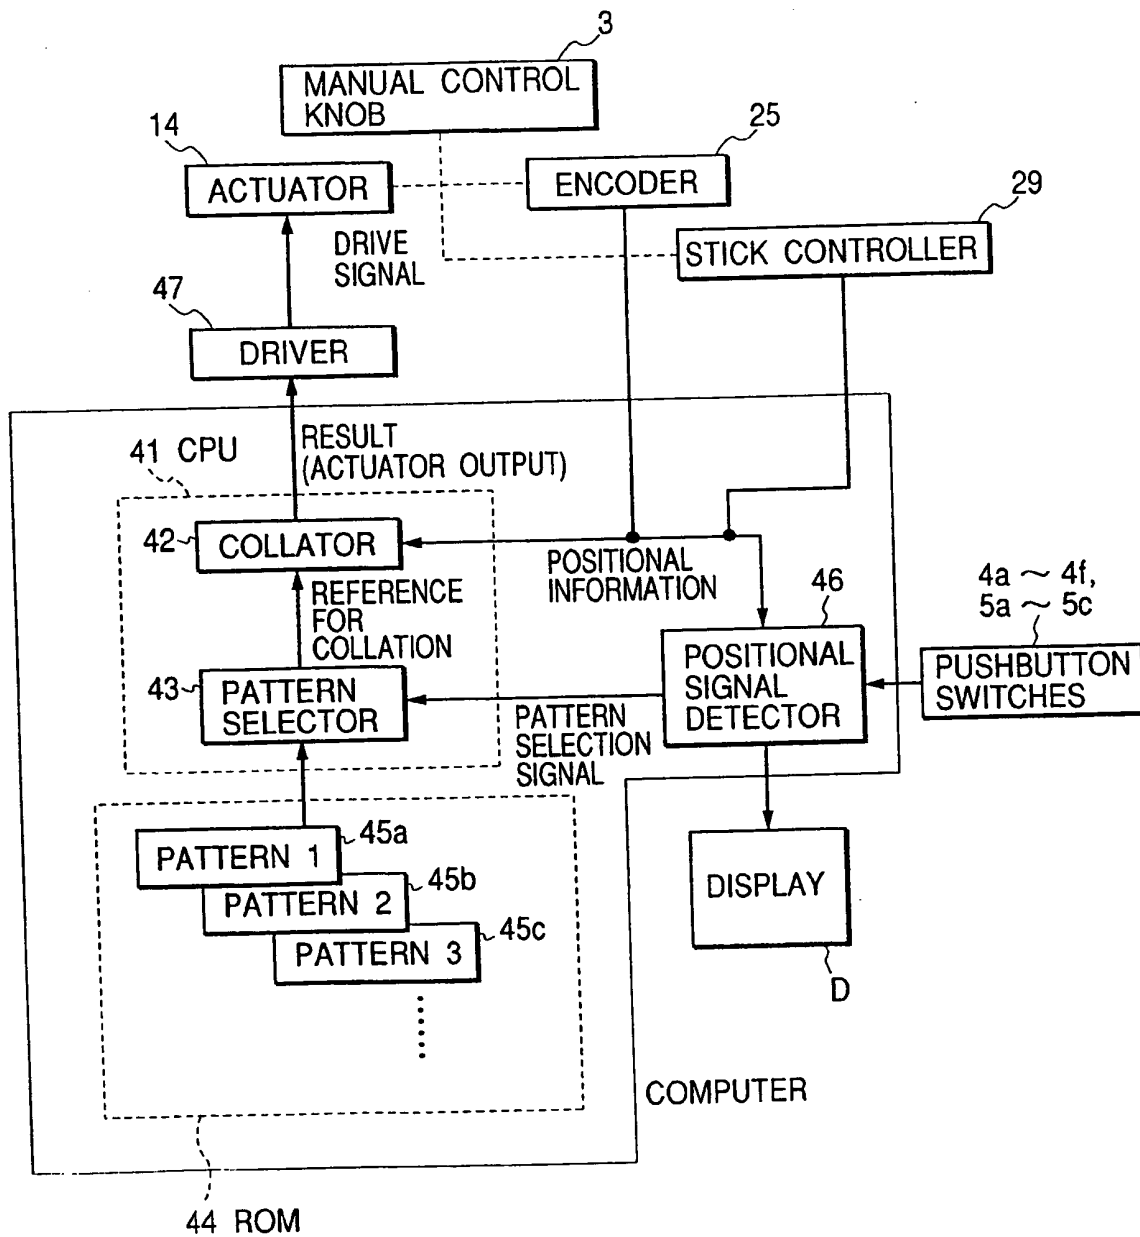 3
MANUAL CONTROL
KNOB
14
ACTUATOR
25
ENCODER
29
STICK CONTROLLER
DRIVE
SIGNAL
47
DRIVER
41 CPU
RESULT
(ACTUATOR OUTPUT)
42
COLLATOR
POSITIONAL
INFORMATION
REFERENCE
FOR
COLLATION
46
4a ~ 4f,
5a ~ 5c
43
PATTERN
SELECTOR
POSITIONAL
SIGNAL
DETECTOR
PUSHBUTTON
SWITCHES
PATTERN
SELECTION
SIGNAL
45a
PATTERN 1
45b
PATTERN 2
45c
PATTERN 3
DISPLAY
D
COMPUTER
44 ROM